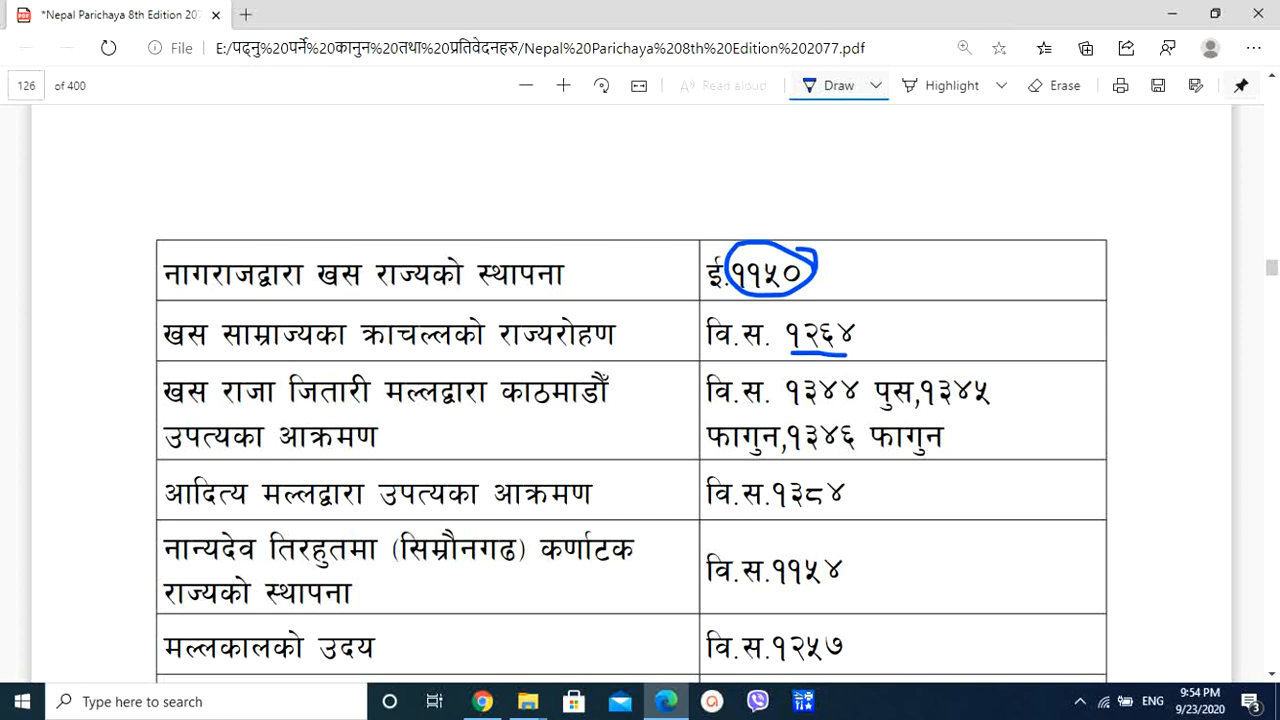 *Nepal Parichaya 8th Edition 207
File E:/पढ्नु%20पर्ने%20कानुन%20तथा%20प्रतिवेदनहरु/Nepal%20Parichaya%208th%20Edition%202077.pdf
126 of 400 Read aloud Draw Highlight Erase
नागराजद्वारा खस राज्यको स्थापना ई.११५०
खस साम्राज्यका क्राचल्लको राज्यरोहण वि.स. १२६४
खस राजा जितारी मल्लद्वारा काठमाडौँ वि.स. १३४४ पुस,१३४५
उपत्यका आक्रमण फागुन,१३४६ फागुन
आदित्य मल्लद्वारा उपत्यका आक्रमण वि.स.१३८४
नान्यदेव तिरहुतमा (सिम्रौनगढ) कर्णाटक
राज्यको स्थापना वि.स.११५४
मल्लकालको उदय वि.स.१२५७
Type here to search ENG 9:54 PM
9/23/2020 3